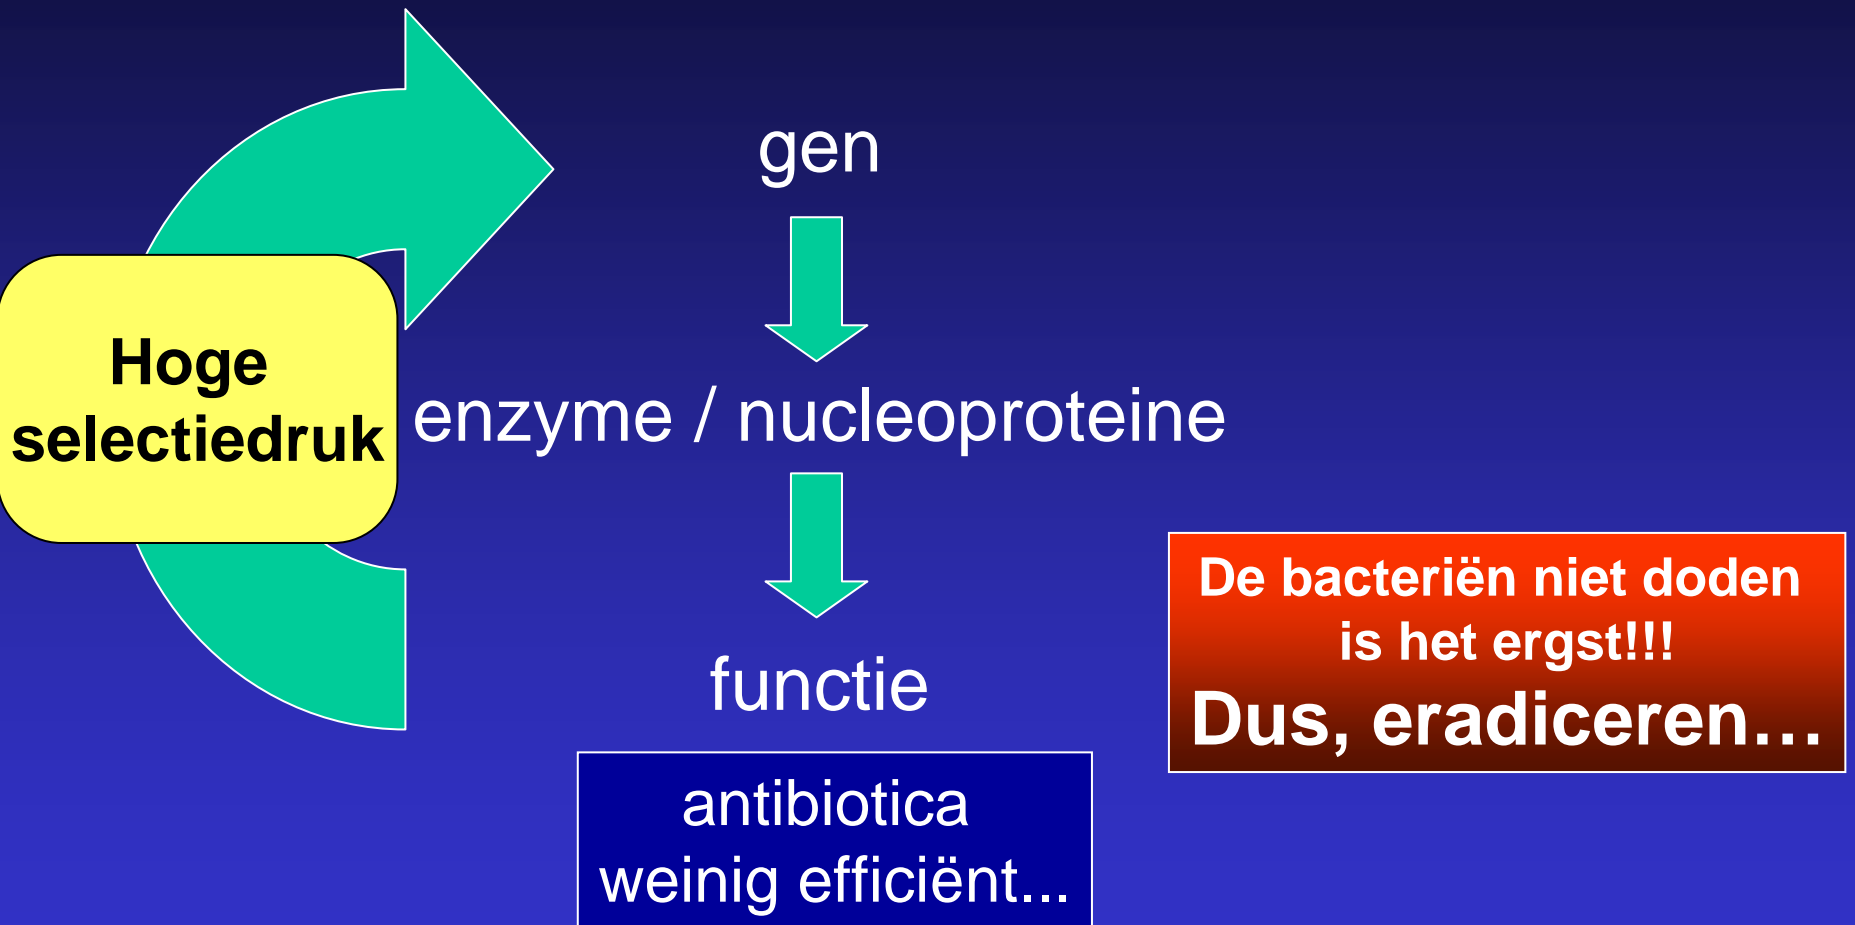 gen
Hoge
selectiedruk
enzyme / nucleoproteine
functie
antibiotica
weinig efficiënt...
De bacteriën niet doden
is het ergst!!!
Dus, eradiceren…